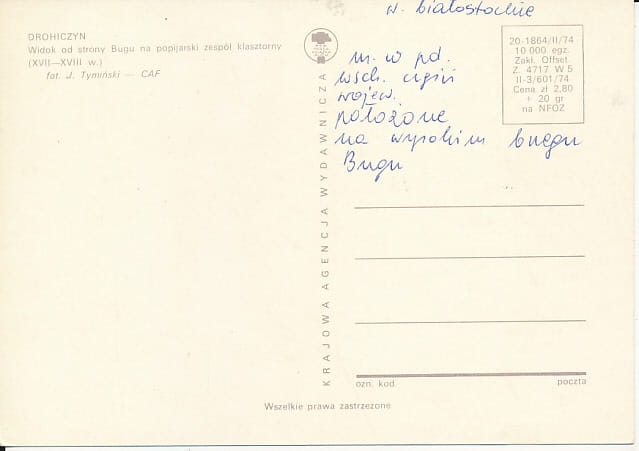 w. białostockie
DROHICZYN
Widok od strony Bugu na popijarski zespół klasztorny
(XVII—XVIII w.)
fot. J. Tymiński — CAF
m. w pd.
wsch. części
wojew.
położone
na wysokim brzegu
Bugu
20-1864/II/74
10 000 egz.
Zakł. Offset.
Z. 4717 W 5
II-3/601/74
Cena zł 2,80
+ 20 gr
na NFOZ
KRAJOWA AGENCJA WYDAWNICZA
ozn. kod. poczta
Wszelkie prawa zastrzeżone